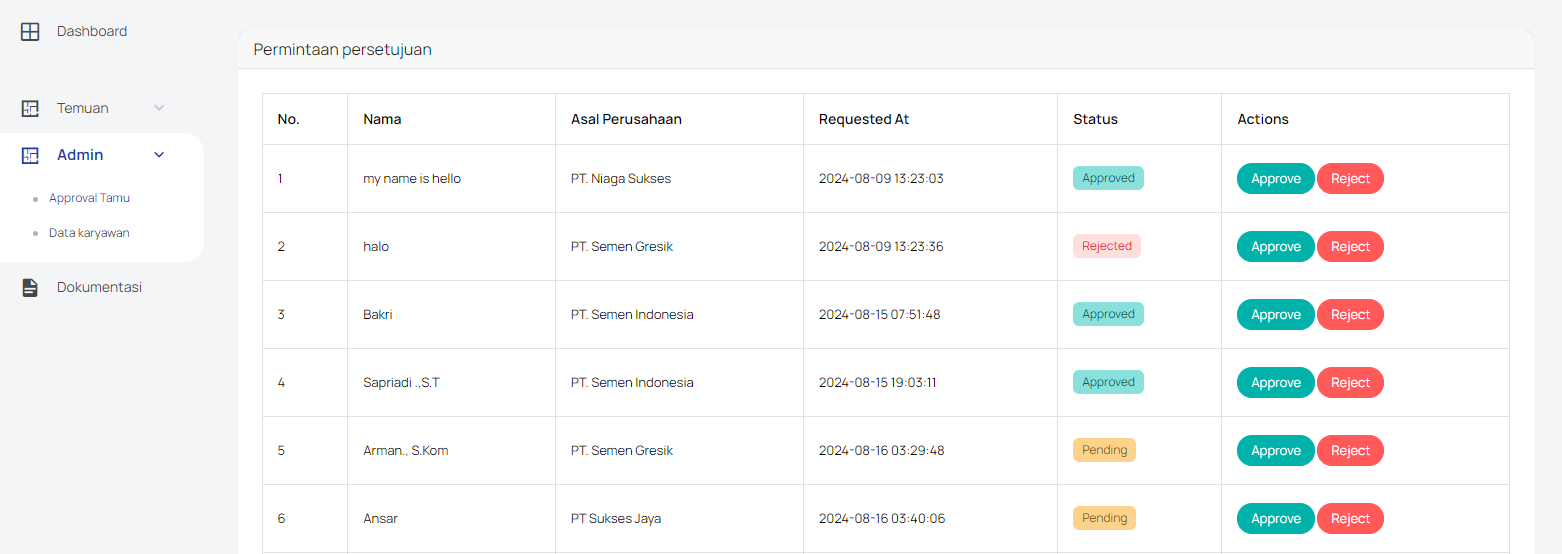 Dashboard
Temuan
Admin
Approval Tamu
Data karyawan
Dokumentasi
Permintaan persetujuan
No. Nama Asal Perusahaan Requested At Status Actions
1 my name is hello PT. Niaga Sukses 2024-08-09 13:23:03 Approved Approve Reject
2 halo PT. Semen Gresik 2024-08-09 13:23:36 Rejected Approve Reject
3 Bakri PT. Semen Indonesia 2024-08-15 07:51:48 Approved Approve Reject
4 Sapriadi .,S.T PT. Semen Indonesia 2024-08-15 19:03:11 Approved Approve Reject
5 Arman., S.Kom PT. Semen Gresik 2024-08-16 03:29:48 Pending Approve Reject
6 Ansar PT Sukses Jaya 2024-08-16 03:40:06 Pending Approve Reject